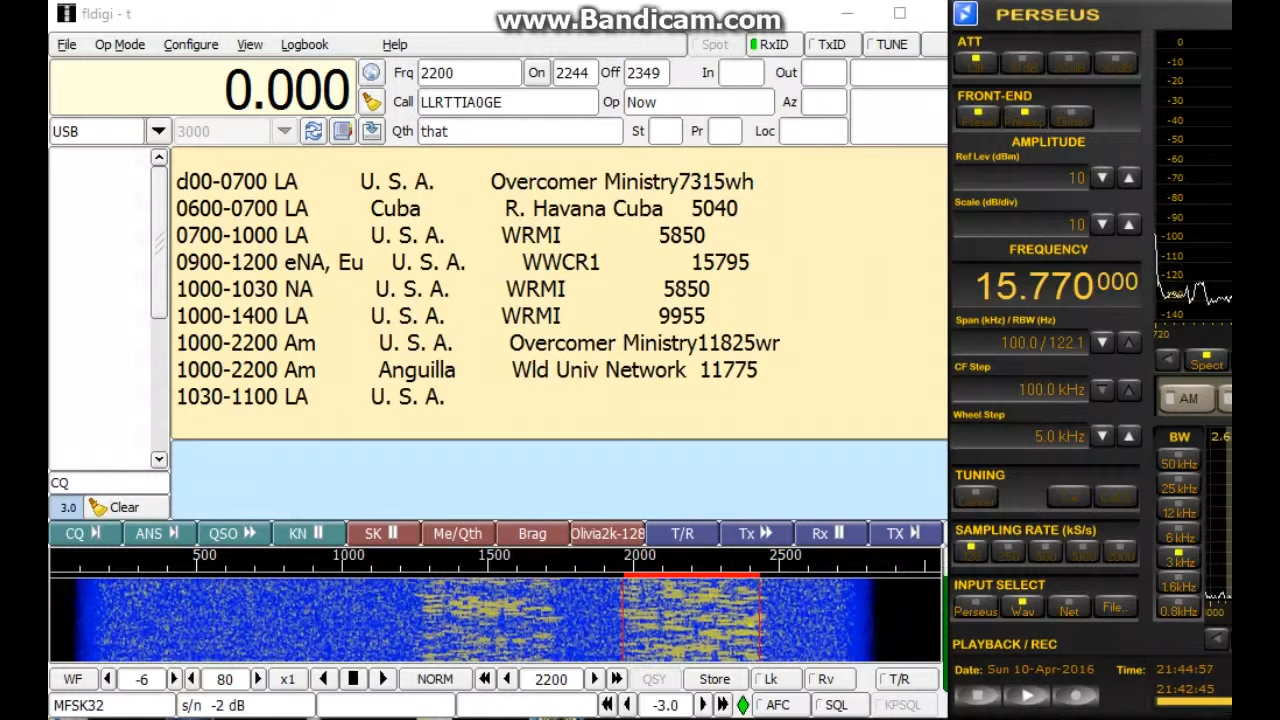 www.Bandicam.com
fldigi - t
File Op Mode Configure View Logbook Help Spot RxID TxID TUNE
0.000
Frq 2200 On 2244 Off 2349 In Out
Call LLRTTIA0GE Op Now Az
USB 3000 Qth that St Pr Loc
d00-0700 LA U. S. A. Overcomer Ministry7315wh
0600-0700 LA Cuba R. Havana Cuba 5040
0700-1000 LA U. S. A. WRMI 5850
0900-1200 eNA, Eu U. S. A. WWCR1 15795
1000-1030 NA U. S. A. WRMI 5850
1000-1400 LA U. S. A. WRMI 9955
1000-2200 Am U. S. A. Overcomer Ministry11825wr
1000-2200 Am Anguilla Wld Univ Network 11775
1030-1100 LA U. S. A.
CQ
3.0 Clear
CQ ANS QSO KN SK Me/Qth Brag Olivia2k-128 T/R Tx Rx TX
500 1000 1500 2000 2500
WF -6 80 x1 NORM 2200 QSY Store Lk Rv T/R
MFSK32 s/n -2 dB -3.0 AFC SQL KPSQL
PERSEUS
ATT
FRONT-END
AMPLITUDE
Ref Lev (dBm)
10
Scale (dB/div)
10
FREQUENCY
15.770000
Span (kHz) / RBW (Hz)
100.0 / 122.1
CF Step
100.0 kHz
Wheel Step
5.0 kHz
TUNING
SAMPLING RATE (kS/s)
INPUT SELECT
Perseus Wav Net File..
PLAYBACK / REC
Date: Sun 10-Apr-2016 Time: 21:44:57
21:42:45
0
-10
-20
-30
-40
-50
-60
-70
-80
-90
-100
-110
-120
-140
720
Spect
AM
BW 2.6
50 kHz
25 kHz
12 kHz
6 kHz
3 kHz
1.6kHz
0.8kHz
000